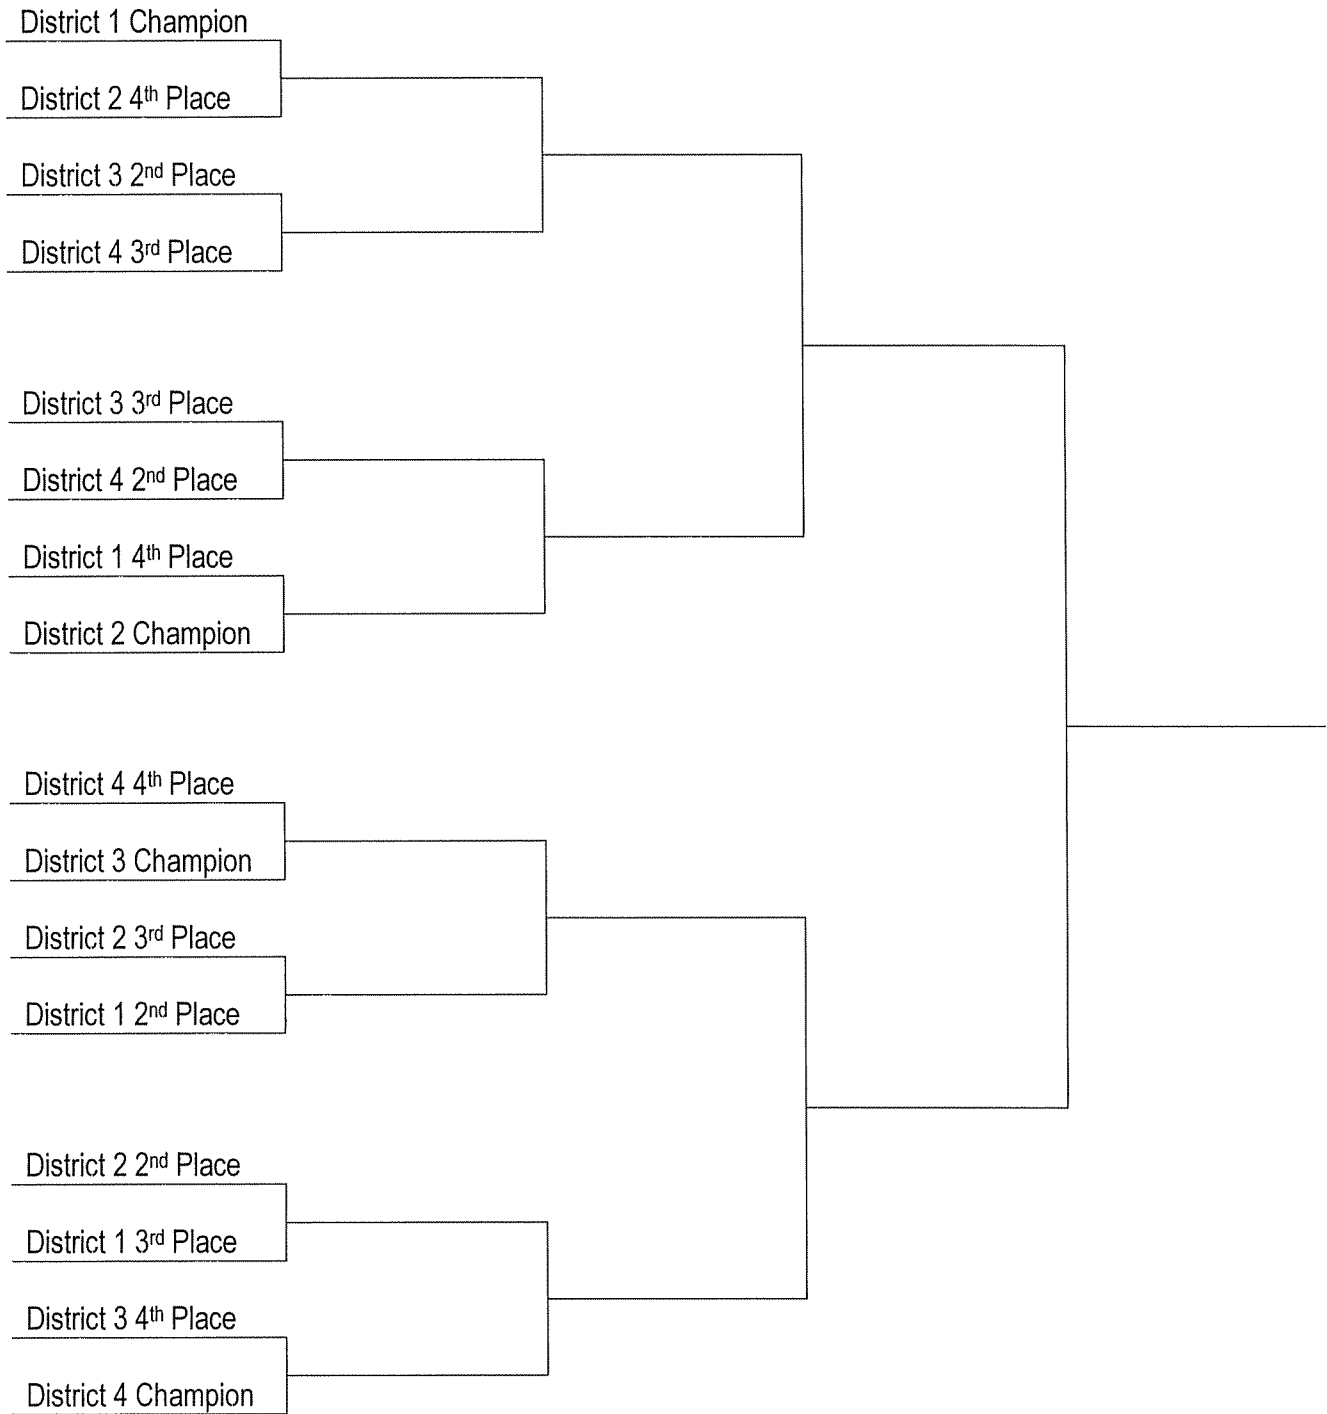 District 1 Champion
District 2 4th Place
District 3 2nd Place
District 4 3rd Place
District 3 3rd Place
District 4 2nd Place
District 1 4th Place
District 2 Champion
District 4 4th Place
District 3 Champion
District 2 3rd Place
District 1 2nd Place
District 2 2nd Place
District 1 3rd Place
District 3 4th Place
District 4 Champion